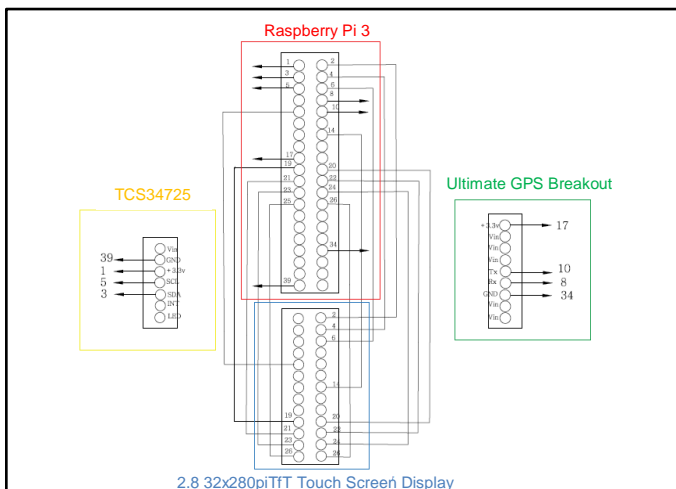 Raspberry Pi 3
1
3
5
17
19
21
23
25
39
2
4
6
8
10
14
20
22
24
26
34
TCS34725
Vin
39 GND
1 +3.3v
5 SCL
3 SDA
INT
LED
Ultimate GPS Breakout
+3.3v 17
Vin
Vin
Vin
Tx 10
Rx 8
GND 34
Vin
Vin
2
4
6
14
19
20
21
22
23
24
26
26
2.8 32x280piTfT Touch Screen Display